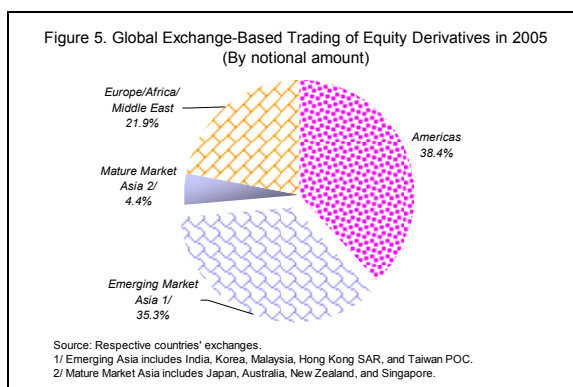 Figure 5. Global Exchange-Based Trading of Equity Derivatives in 2005
(By notional amount)
Europe/Africa/
Middle East
21.9%
Americas
38.4%
Mature Market
Asia 2/
4.4%
Emerging Market
Asia 1/
35.3%
Source: Respective countries' exchanges.
1/ Emerging Asia includes India, Korea, Malaysia, Hong Kong SAR, and Taiwan POC.
2/ Mature Market Asia includes Japan, Australia, New Zealand, and Singapore.